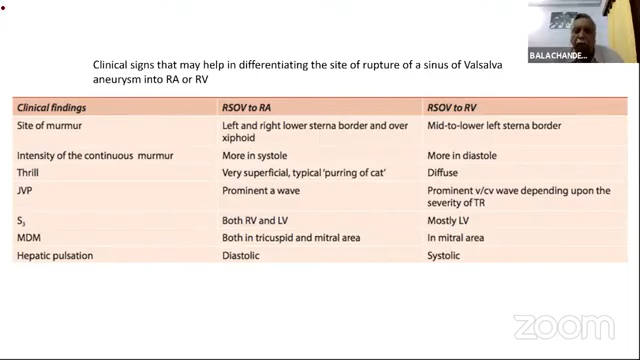 BALACHANDE...
Clinical signs that may help in differentiating the site of rupture of a sinus of Valsalva
aneurysm into RA or RV
Clinical findings RSOV to RA RSOV to RV
Site of murmur Left and right lower sterna border and over xiphoid Mid-to-lower left sterna border
Intensity of the continuous murmur More in systole More in diastole
Thrill Very superficial, typical 'purring of cat' Diffuse
JVP Prominent a wave Prominent v/cv wave depending upon the severity of TR
S3 Both RV and LV Mostly LV
MDM Both in tricuspid and mitral area In mitral area
Hepatic pulsation Diastolic Systolic
zoom